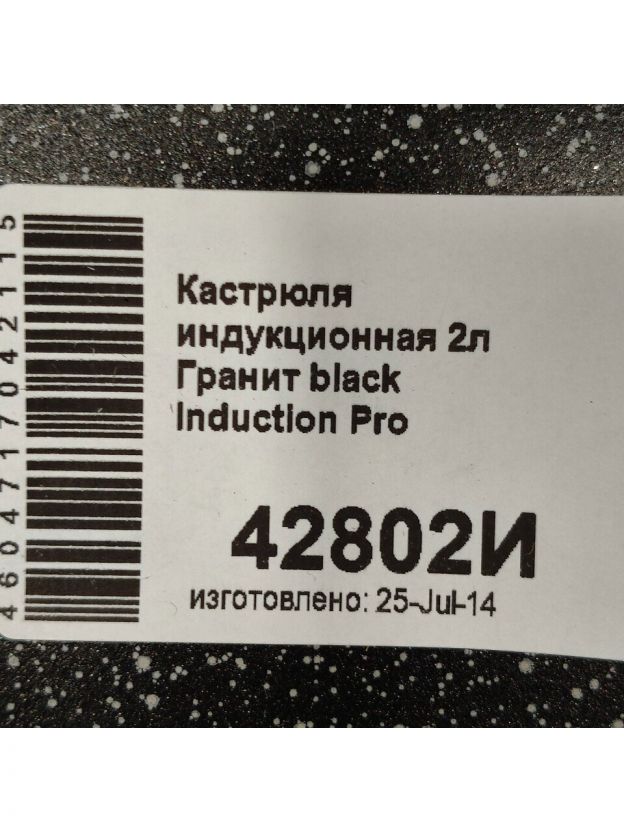 Кастрюля
индукционная 2л
Гранит black
Induction Pro
42802И
изготовлено: 25-Jul-14
4604717042115